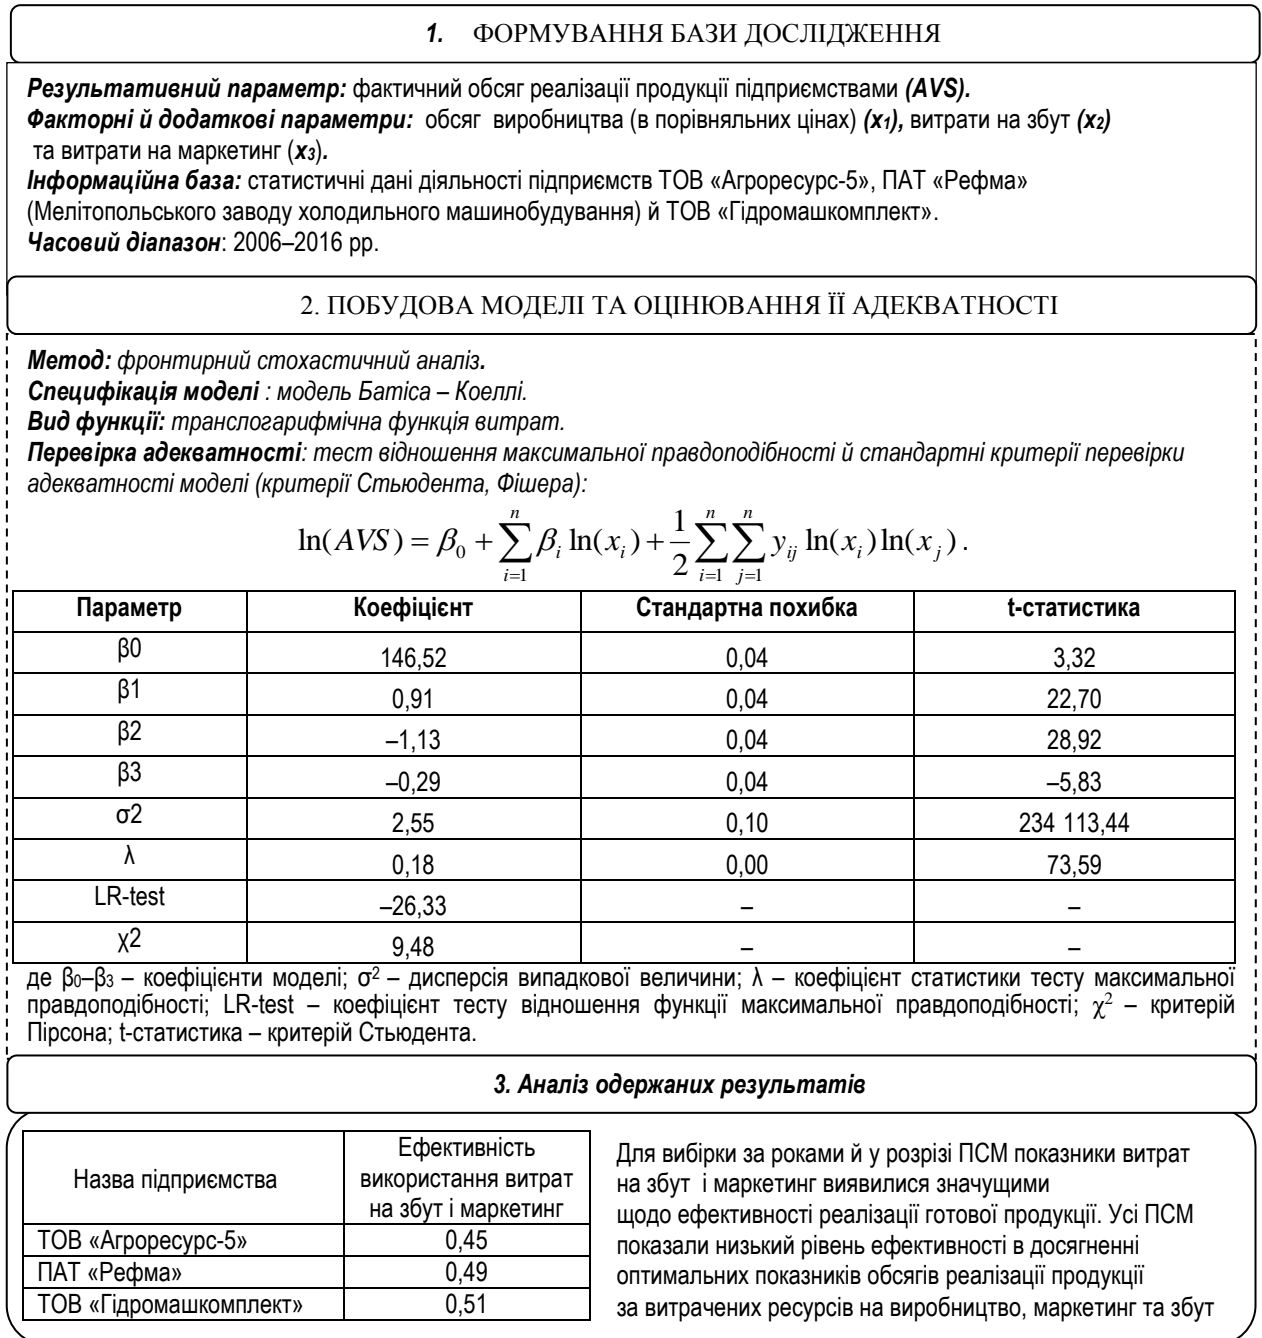 1. ФОРМУВАННЯ БАЗИ ДОСЛІДЖЕННЯ
Результативний параметр: фактичний обсяг реалізації продукції підприємствами (AVS).
Факторні й додаткові параметри: обсяг виробництва (в порівняльних цінах) (x₁), витрати на збут (x₂)
та витрати на маркетинг (x₃).
Інформаційна база: статистичні дані діяльності підприємств ТОВ «Агроресурс-5», ПАТ «Рефма»
(Мелітопольського заводу холодильного машинобудування) й ТОВ «Гідромашкомплект».
Часовий діапазон: 2006–2016 рр.
2. ПОБУДОВА МОДЕЛІ ТА ОЦІНЮВАННЯ ЇЇ АДЕКВАТНОСТІ
Метод: фронтирний стохастичний аналіз.
Специфікація моделі : модель Батіса – Коеллі.
Вид функції: транслогарифмічна функція витрат.
Перевірка адекватності: тест відношення максимальної правдоподібності й стандартні критерії перевірки
адекватності моделі (критерії Стьюдента, Фішера):
ln(AVS) = β₀ + ∑ᵢ₌₁ⁿ βᵢ ln(xᵢ) + 1/2 ∑ᵢ₌₁ⁿ ∑ⱼ₌₁ⁿ yᵢⱼ ln(xᵢ) ln(xⱼ) .
Параметр Коефіцієнт Стандартна похибка t-статистика
β0 146,52 0,04 3,32
β1 0,91 0,04 22,70
β2 –1,13 0,04 28,92
β3 –0,29 0,04 –5,83
σ2 2,55 0,10 234 113,44
λ 0,18 0,00 73,59
LR-test –26,33 – –
χ2 9,48 – –
де β₀–β₃ – коефіцієнти моделі; σ² – дисперсія випадкової величини; λ – коефіцієнт статистики тесту максимальної
правдоподібності; LR-test – коефіцієнт тесту відношення функції максимальної правдоподібності; χ² – критерій
Пірсона; t-статистика – критерій Стьюдента.
3. Аналіз одержаних результатів
Назва підприємства
Ефективність
використання витрат
на збут і маркетинг
ТОВ «Агроресурс-5» 0,45
ПАТ «Рефма» 0,49
ТОВ «Гідромашкомплект» 0,51
Для вибірки за роками й у розрізі ПСМ показники витрат
на збут і маркетинг виявилися значущими
щодо ефективності реалізації готової продукції. Усі ПСМ
показали низький рівень ефективності в досягненні
оптимальних показників обсягів реалізації продукції
за витрачених ресурсів на виробництво, маркетинг та збут